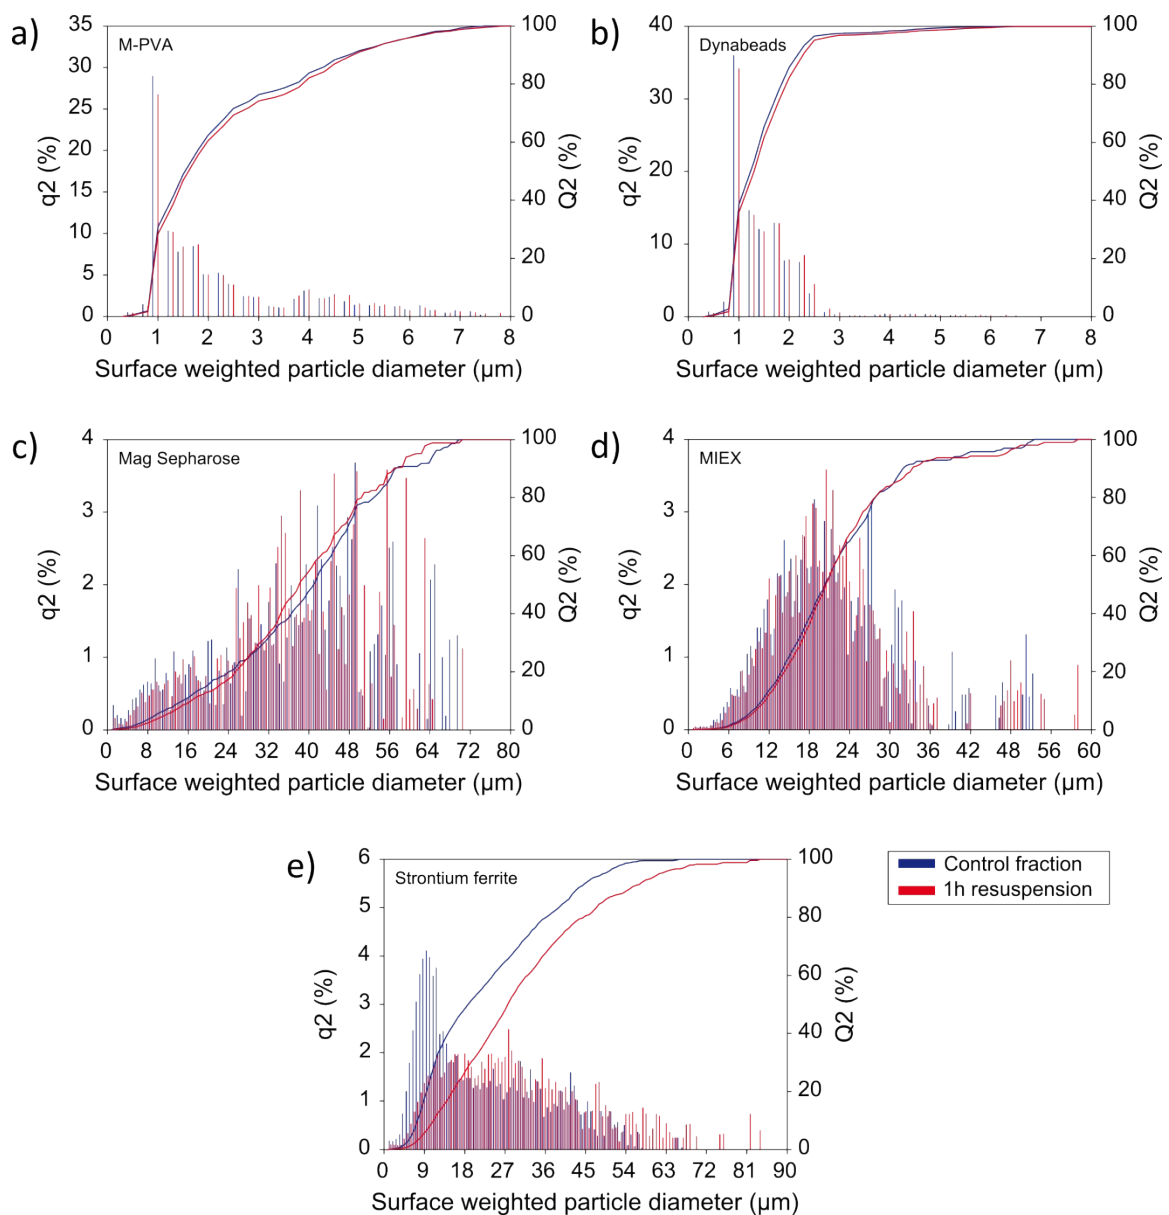 a)
M-PVA
q2 (%)
35
30
25
20
15
10
5
0
Q2 (%)
100
80
60
40
20
0
0 1 2 3 4 5 6 7 8
Surface weighted particle diameter (µm)
b)
Dynabeads
q2 (%)
40
30
20
10
0
Q2 (%)
100
80
60
40
20
0
0 1 2 3 4 5 6 7 8
Surface weighted particle diameter (µm)
c)
Mag Sepharose
q2 (%)
4
3
2
1
0
Q2 (%)
100
80
60
40
20
0
0 8 16 24 32 40 48 56 64 72 80
Surface weighted particle diameter (µm)
d)
MIEX
q2 (%)
4
3
2
1
0
Q2 (%)
100
80
60
40
20
0
0 6 12 18 24 30 36 42 48 56 60
Surface weighted particle diameter (µm)
e)
Strontium ferrite
q2 (%)
6
5
4
3
2
1
0
Q2 (%)
100
80
60
40
20
0
0 9 18 27 36 45 54 63 72 81 90
Surface weighted particle diameter (µm)
Control fraction
1h resuspension